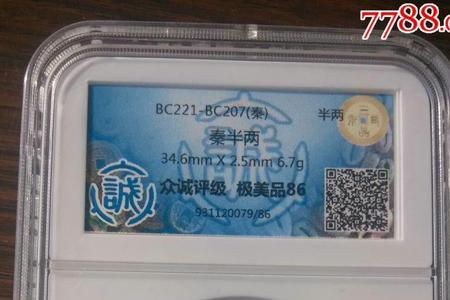 7788.c
BC221-BC207(秦) 半两
秦半两
34.6mm X 2.5mm 6.7g
众诚评级 极美品86
931120079/86
誠